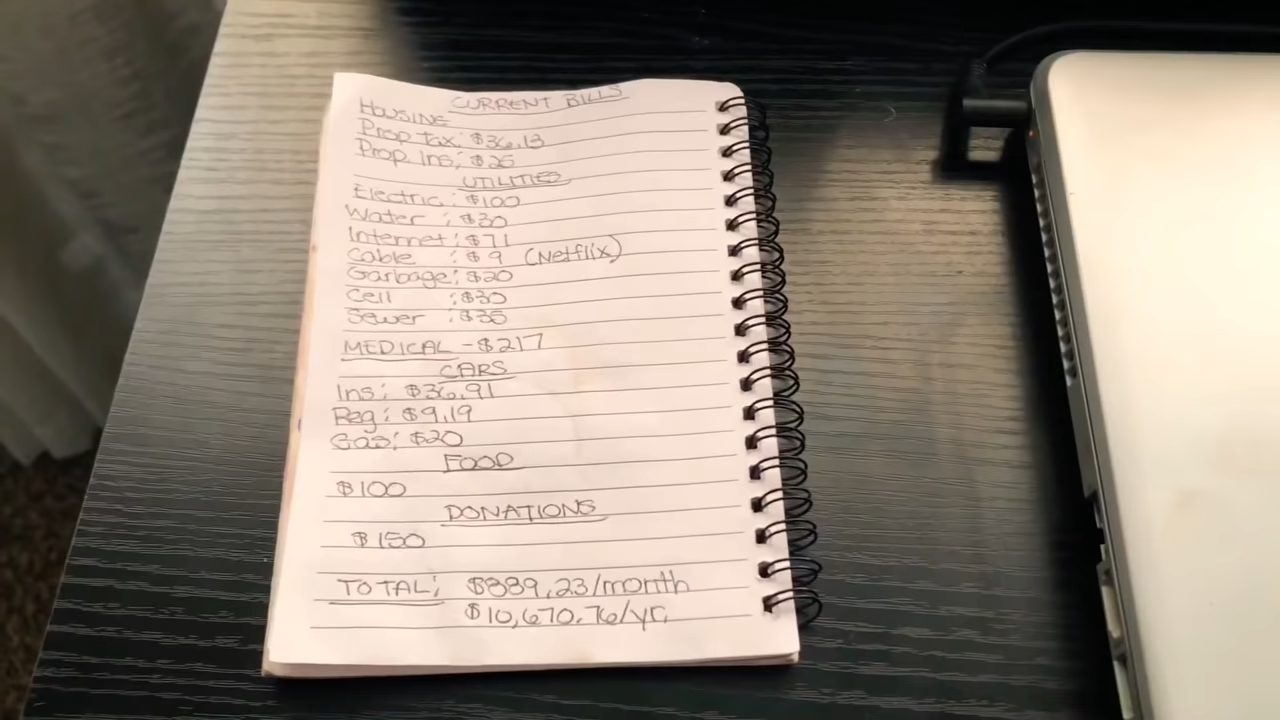 CURRENT BILLS
HOUSING
Prop tax: $36.13
Prop. Ins: $25
UTILITIES
Electric: $100
Water : $30
Internet: $71
Cable : $9 (Netflix)
Garbage: $20
Cell : $30
Sewer : $35
MEDICAL - $217
CARS
Ins: $36.91
Reg: $9.19
Gas: $20
FOOD
$100
DONATIONS
$150
TOTAL: $889.23/month
$10,670.76/yr.